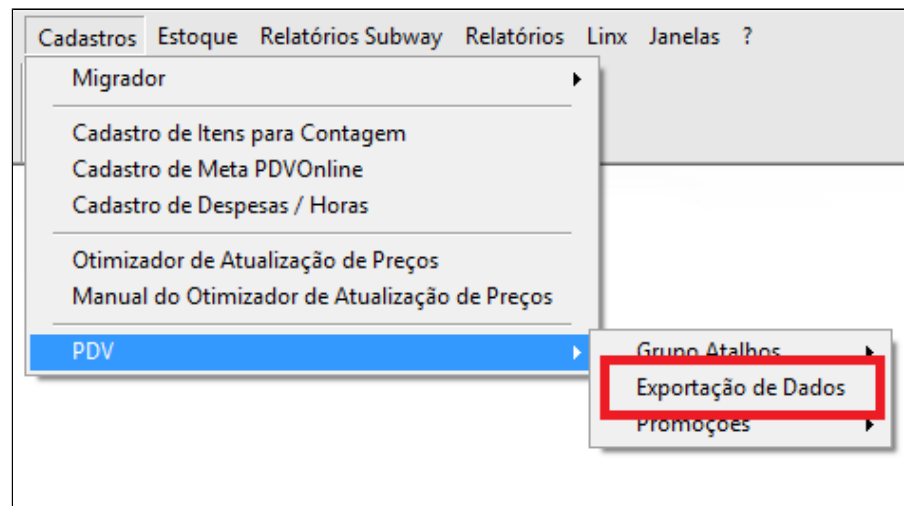 Cadastros Estoque Relatórios Subway Relatórios Linx Janelas ?
Migrador
Cadastro de Itens para Contagem
Cadastro de Meta PDVOnline
Cadastro de Despesas / Horas
Otimizador de Atualização de Preços
Manual do Otimizador de Atualização de Preços
PDV
Grupo Atalhos
Exportação de Dados
Promoções